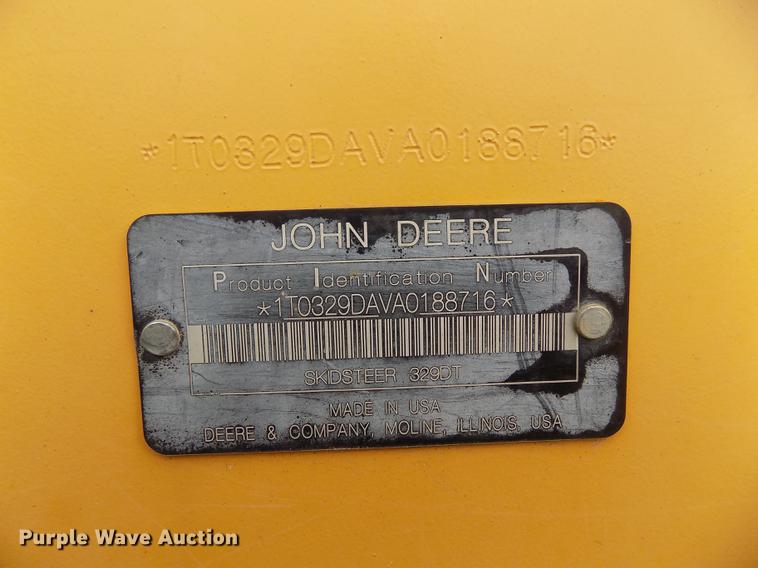 *1T0329DAVA0188716*
JOHN DEERE
Product Identification Number
*1T0329DAVA0188716*
SKIDSTEER 329DT
MADE IN USA
DEERE & COMPANY, MOLINE, ILLINOIS, USA
Purple Wave Auction